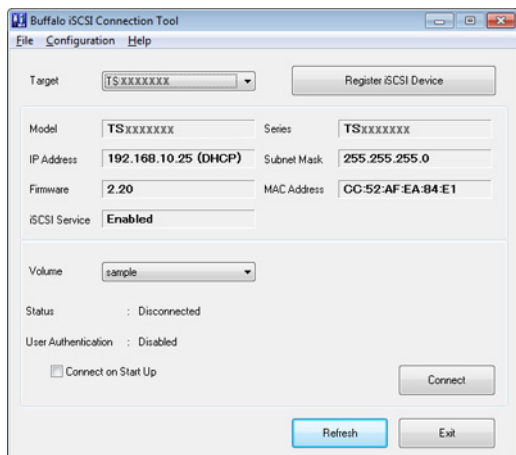 Buffalo iSCSI Connection Tool
File Configuration Help
Target TSXXXXXXX Register iSCSI Device
Model TSxxxxxxx Series TSxxxxxxx
IP Address 192.168.10.25 (DHCP) Subnet Mask 255.255.255.0
Firmware 2.20 MAC Address CC:52:AF:EA:84:E1
iSCSI Service Enabled
Volume sample
Status : Disconnected
User Authentication : Disabled
Connect on Start Up
Connect
Refresh Exit